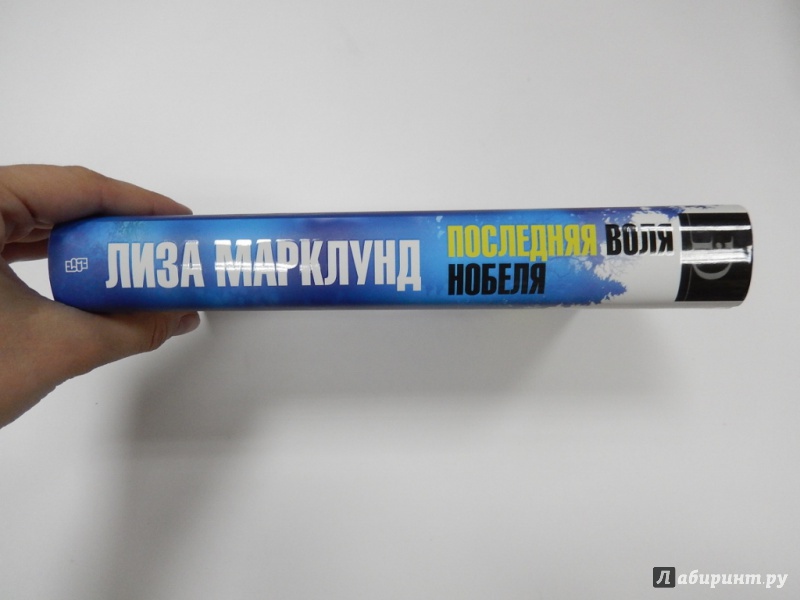 ЛИЗА МАРКЛУНД
ПОСЛЕДНЯЯ ВОЛЯ
НОБЕЛЯ
Лабиринт.ру